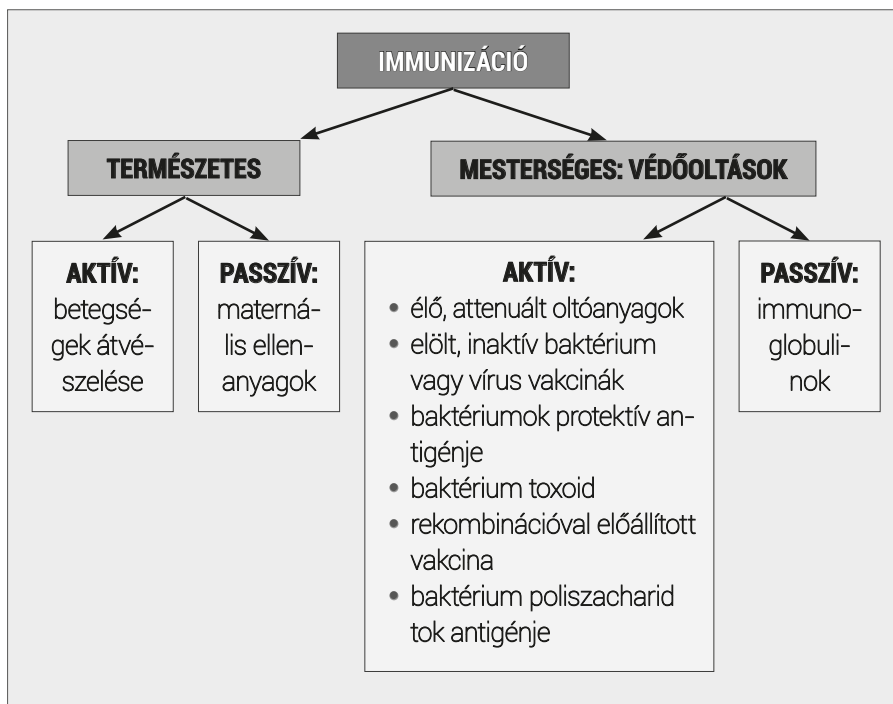 IMMUNIZÁCIÓ
TERMÉSZETES
MESTERSÉGES: VÉDŐOLTÁSOK
AKTÍV:
betegsé-
gek átvé-
szelése
PASSZÍV:
materná-
lis ellen-
anyagok
AKTÍV:
• élő, attenuált oltóanyagok
• elölt, inaktív baktérium
vagy vírus vakcinák
• baktériumok protektív an-
tigénje
• baktérium toxoid
• rekombinációval előállított
vakcina
• baktérium poliszacharid
tok antigénje
PASSZÍV:
immuno-
globuli-
nok